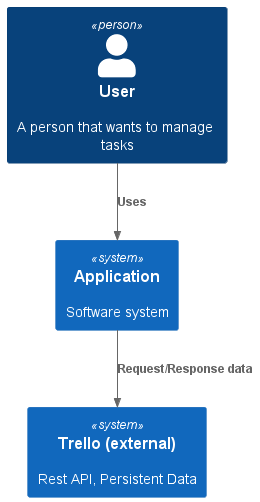 «person»
User
A person that wants to manage
tasks
Uses
«system»
Application
Software system
Request/Response data
«system»
Trello (external)
Rest API, Persistent Data